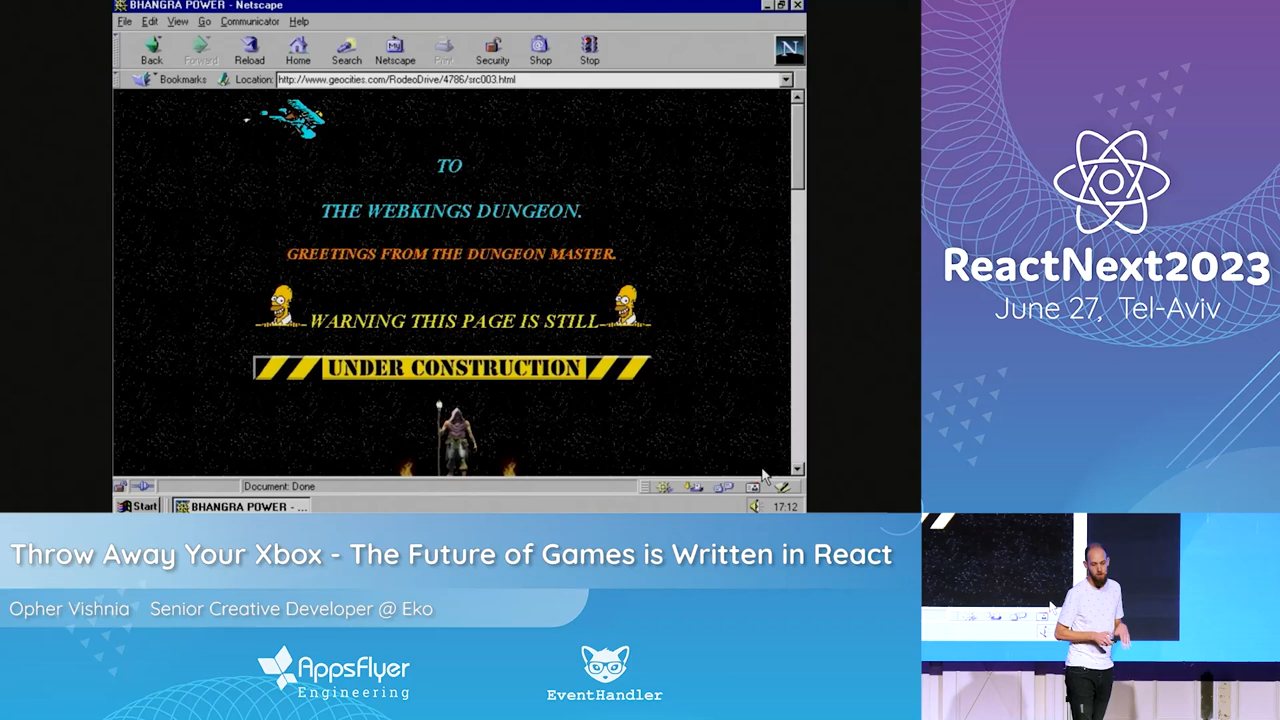 BHANGRA POWER - Netscape
File Edit View Go Communicator Help
Back Forward Reload Home Search Netscape Print Security Shop Stop
N
Bookmarks Location: http://www.geocities.com/RodeoDrive/4786/src003.html
TO
THE WEBKINGS DUNGEON.
GREETINGS FROM THE DUNGEON MASTER.
WARNING THIS PAGE IS STILL
UNDER CONSTRUCTION
Document: Done
Start BHANGRA POWER - ... 17:12
ReactNext2023
June 27, Tel-Aviv
Throw Away Your Xbox - The Future of Games is Written in React
Opher Vishnia Senior Creative Developer @ Eko
AppsFlyer
Engineering
EventHandler